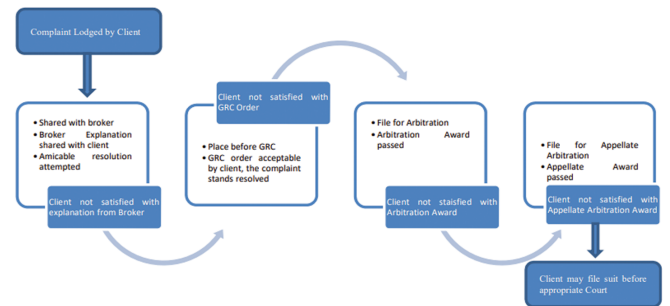 Complaint Lodged by Client
• Shared with broker
• Broker Explanation
shared with client
• Amicable resolution
attempted
Client not satisfied with
explanation from Broker
Client not satisfied with
GRC Order
• Place before GRC
• GRC order acceptable
by client, the complaint
stands resolved
• File for Arbitration
• Arbitration Award
passed
Client not staisfied with
Arbitration Award
• File for Appellate
Arbitration
• Appellate Award
passed
Client not satisfied with
Appellate Arbitration Award
Client may file suit before
appropriate Court